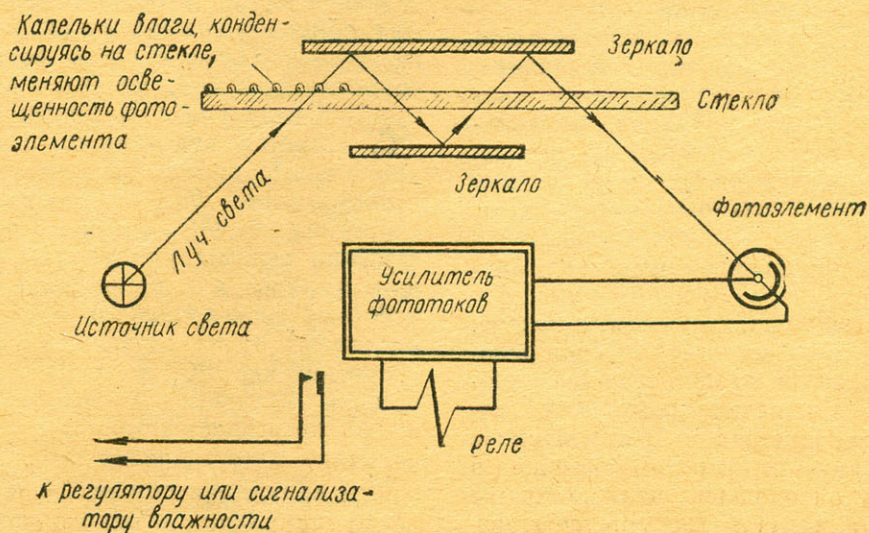 Капельки влаги, конден-
сируясь на стекле,
меняют осве-
щенность фото-
элемента
Зеркало
Стекло
Зеркало
Луч. света
Фотоэлемент
Усилитель
фототоков
Источник света
Реле
К регулятору или сигнализа-
тору влажности